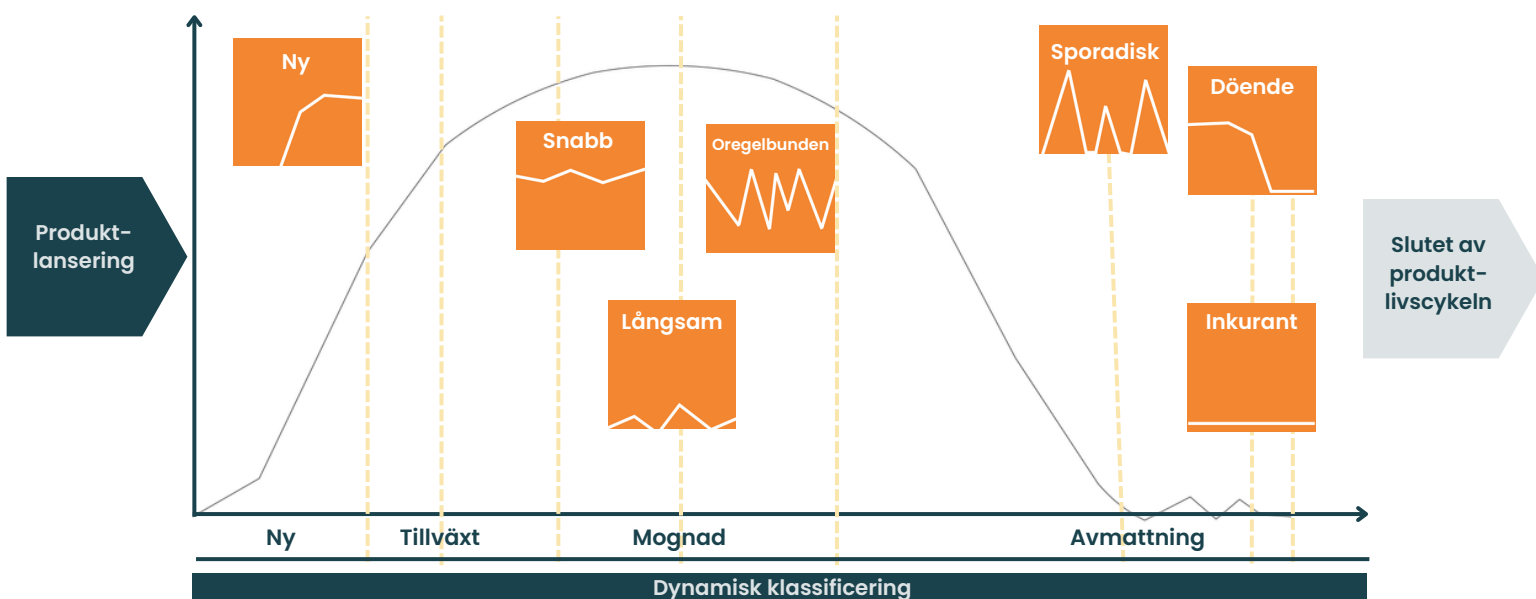 Produkt-
lansering
Ny
Snabb
Oregelbunden
Långsam
Sporadisk
Döende
Inkurant
Slutet av
produkt-
livscykeln
Ny
Tillväxt
Mognad
Avmattning
Dynamisk klassificering